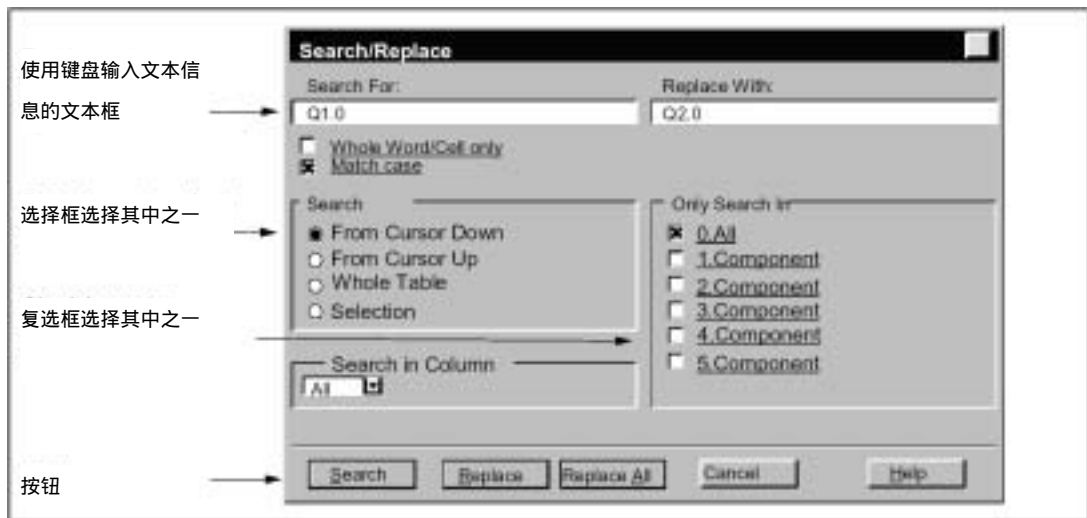 使用键盘输入文本信
息的文本框
选择框选择其中之一
复选框选择其中之一
按钮
Search/Replace
Search For:
Replace With:
Q1.0
Q2.0
Whole Word/Cell only
Match case
Search
From Cursor Down
From Cursor Up
Whole Table
Selection
Only Search In
0.All
1.Component
2.Component
3.Component
4.Component
5.Component
Search in Column
All
Search
Replace
Replace All
Cancel
Help